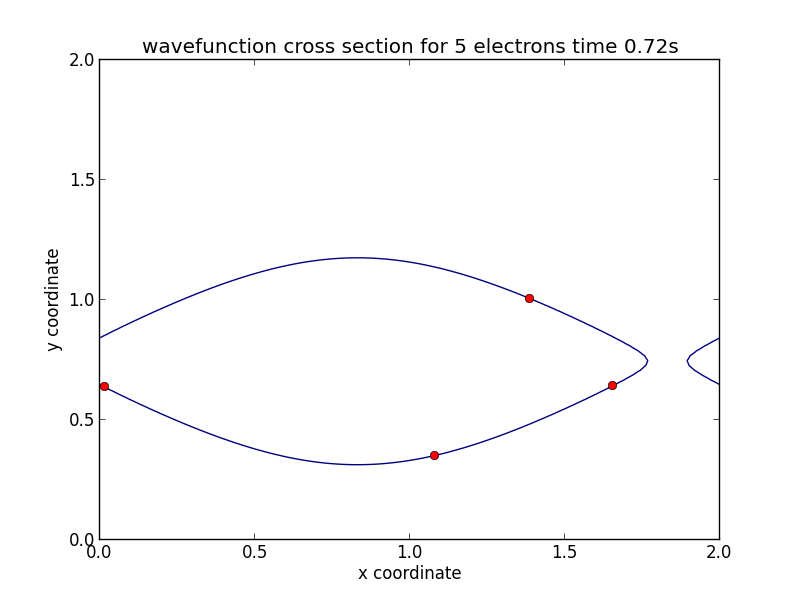 wavefunction cross section for 5 electrons time 0.72s
2.0
1.5
1.0
0.5
0.0
y coordinate
0.0 0.5 1.0 1.5 2.0
x coordinate